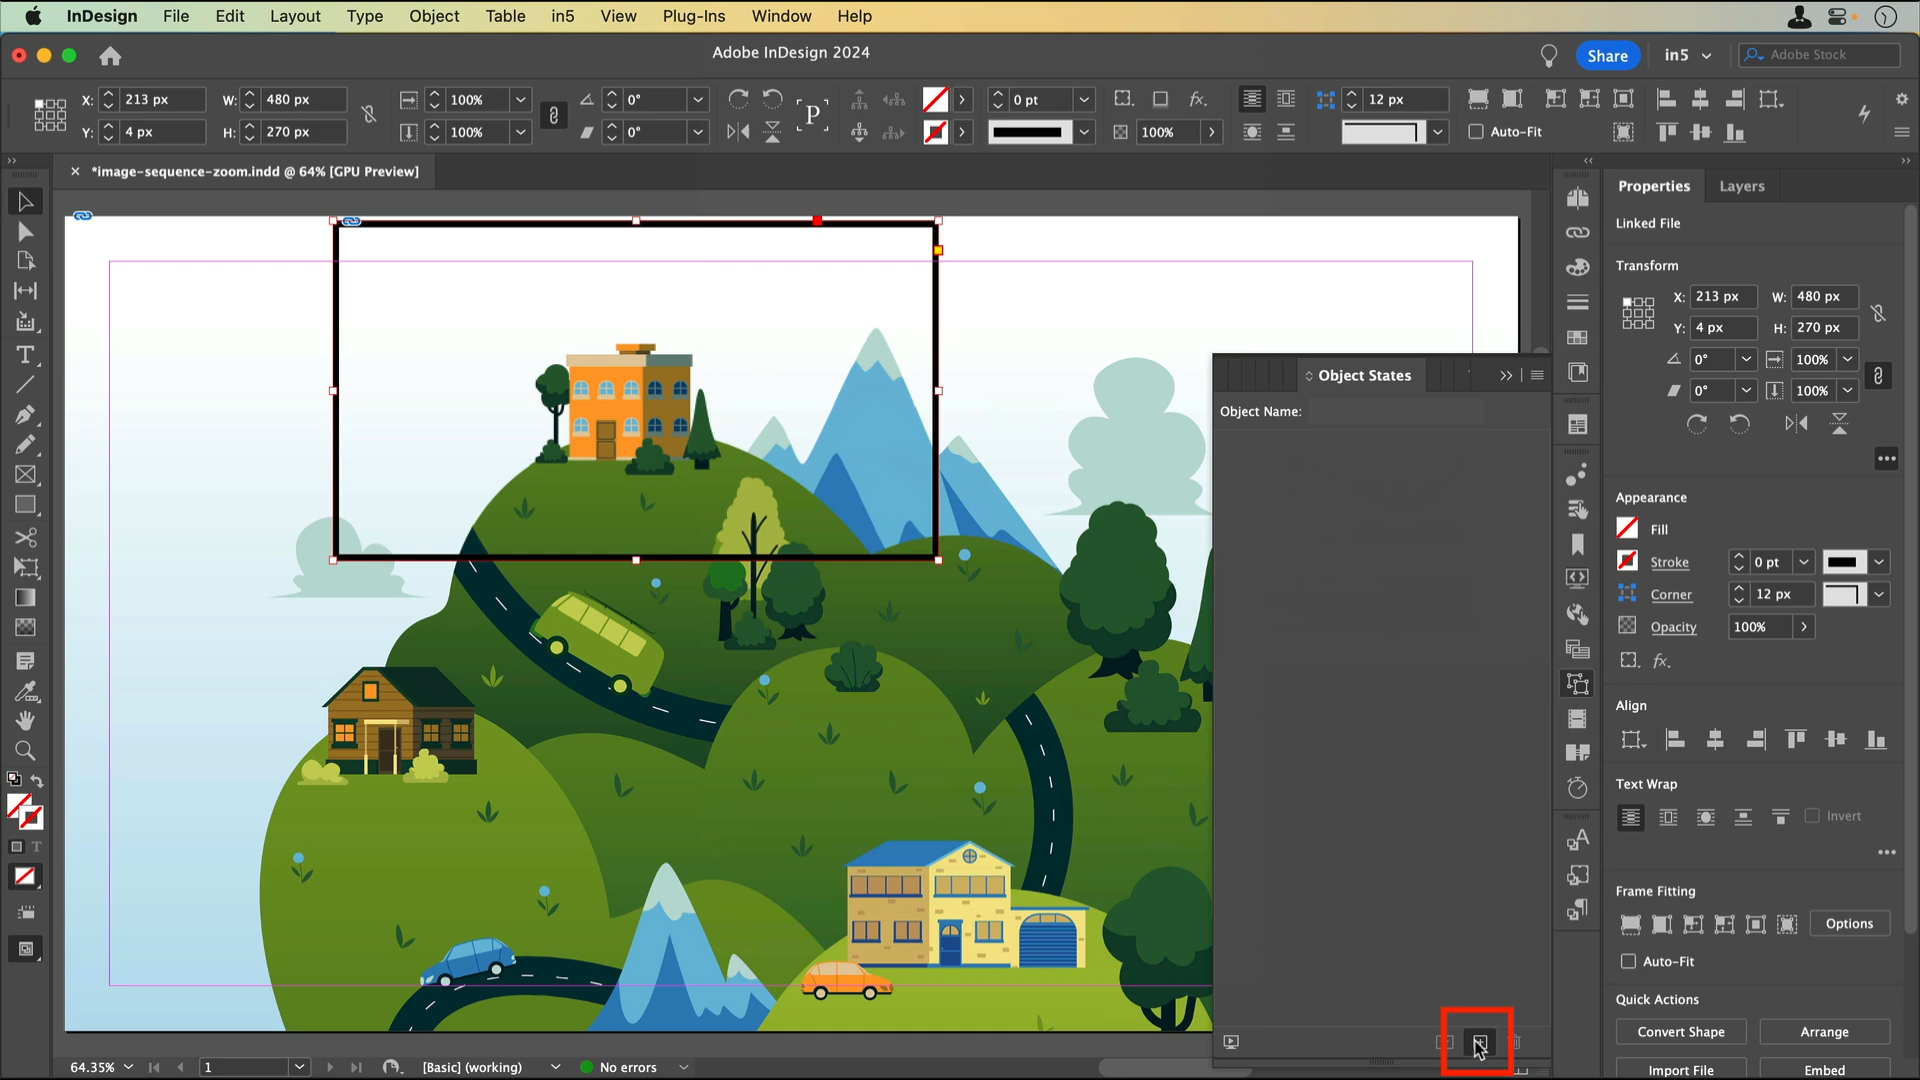 InDesign File Edit Layout Type Object Table in5 View Plug-Ins Window Help
Adobe InDesign 2024
Share
in5
Adobe Stock
X: 213 px W: 480 px 100% 0° 0 pt fx. 12 px
Y: 4 px H: 270 px 100% 0° P 100% Auto-Fit
*image-sequence-zoom.indd @ 64% [GPU Preview]
Properties Layers
Linked File
Transform
X: 213 px W: 480 px
Y: 4 px H: 270 px
0° 100%
0° 100%
Object States
Object Name:
Appearance
Fill
Stroke 0 pt
Corner 12 px
Opacity 100%
fx.
Align
Text Wrap
Invert
Frame Fitting
Options
Auto-Fit
Quick Actions
Convert Shape Arrange
Import File Embed
64.35% 1 [Basic] (working) No errors